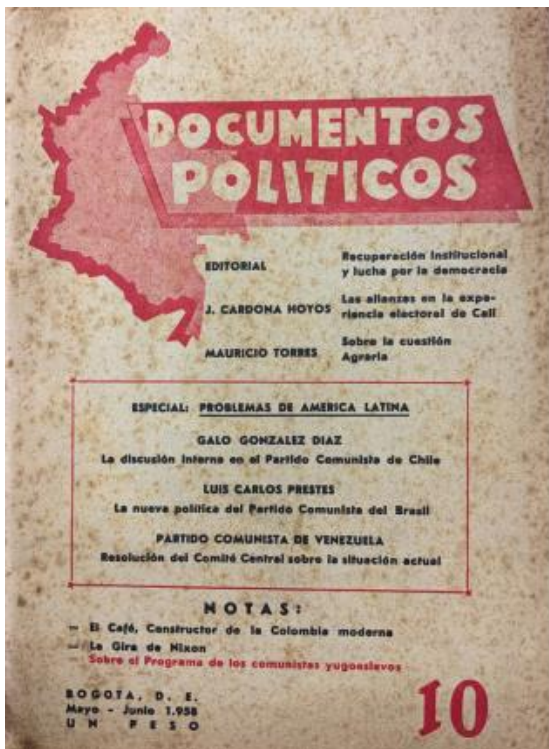 DOCUMENTOS
POLITICOS
EDITORIAL
Recuperación institucional
y lucha por la democracia
J. CARDONA HOYOS
Las alianzas en la expe-
riencia electoral de Cali
MAURICIO TORRES
Sobre la cuestión
Agraria
ESPECIAL: PROBLEMAS DE AMERICA LATINA
GALO GONZALEZ DIAZ
La discusión interna en el Partido Comunista de Chile
LUIS CARLOS PRESTES
La nueva política del Partido Comunista del Brasil
PARTIDO COMUNISTA DE VENEZUELA
Resolución del Comité Central sobre la situación actual
NOTAS:
— El Café, Constructor de la Colombia moderna
— La Gira de Nixon
Sobre el Programa de los comunistas yugoeslavos
BOGOTA, D. E.
Mayo - Junio 1.958
UN PESO
10